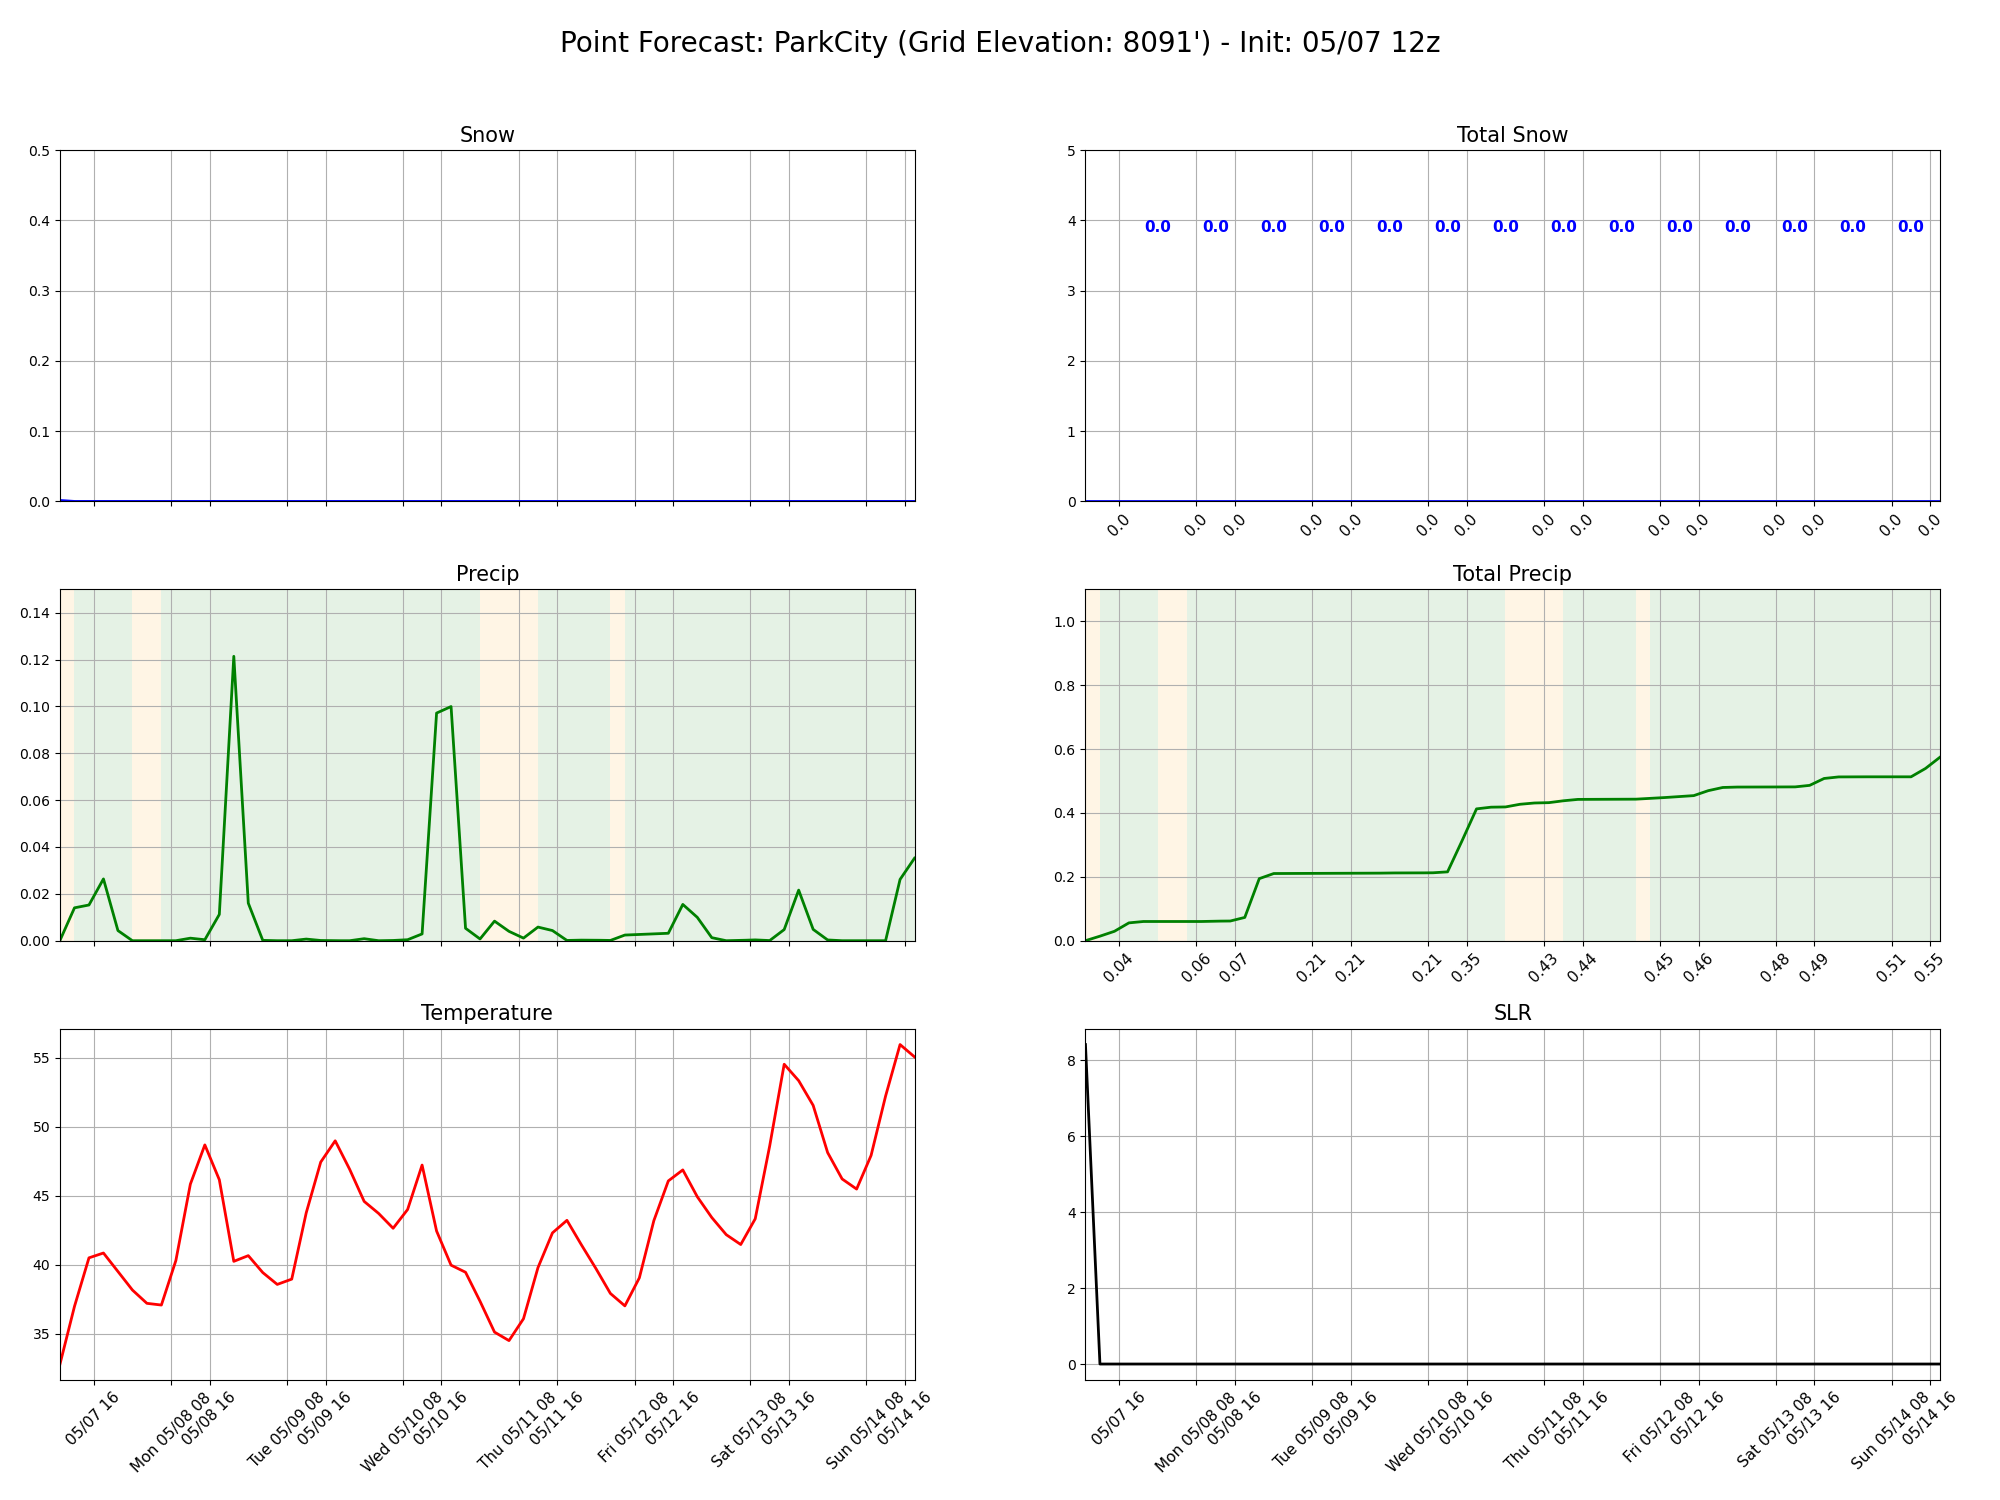 Point Forecast: ParkCity (Grid Elevation: 8091') - Init: 05/07 12z
Snow
0.5
0.4
0.3
0.2
0.1
0.0
Total Snow
5
4
3
2
1
0
0.0 0.0 0.0 0.0 0.0 0.0 0.0 0.0 0.0 0.0 0.0 0.0 0.0 0.0
0.0 0.0 0.0 0.0 0.0 0.0 0.0 0.0 0.0 0.0 0.0 0.0 0.0 0.0 0.0
Precip
0.14
0.12
0.10
0.08
0.06
0.04
0.02
0.00
Total Precip
1.0
0.8
0.6
0.4
0.2
0.0
0.04 0.06 0.07 0.21 0.21 0.21 0.35 0.43 0.44 0.45 0.46 0.48 0.49 0.51 0.55
Temperature
55
50
45
40
35
05/07 16
Mon 05/08 08
05/08 16
Tue 05/09 08
05/09 16
Wed 05/10 08
05/10 16
Thu 05/11 08
05/11 16
Fri 05/12 08
05/12 16
Sat 05/13 08
05/13 16
Sun 05/14 08
05/14 16
SLR
8
6
4
2
0
05/07 16
Mon 05/08 08
05/08 16
Tue 05/09 08
05/09 16
Wed 05/10 08
05/10 16
Thu 05/11 08
05/11 16
Fri 05/12 08
05/12 16
Sat 05/13 08
05/13 16
Sun 05/14 08
05/14 16